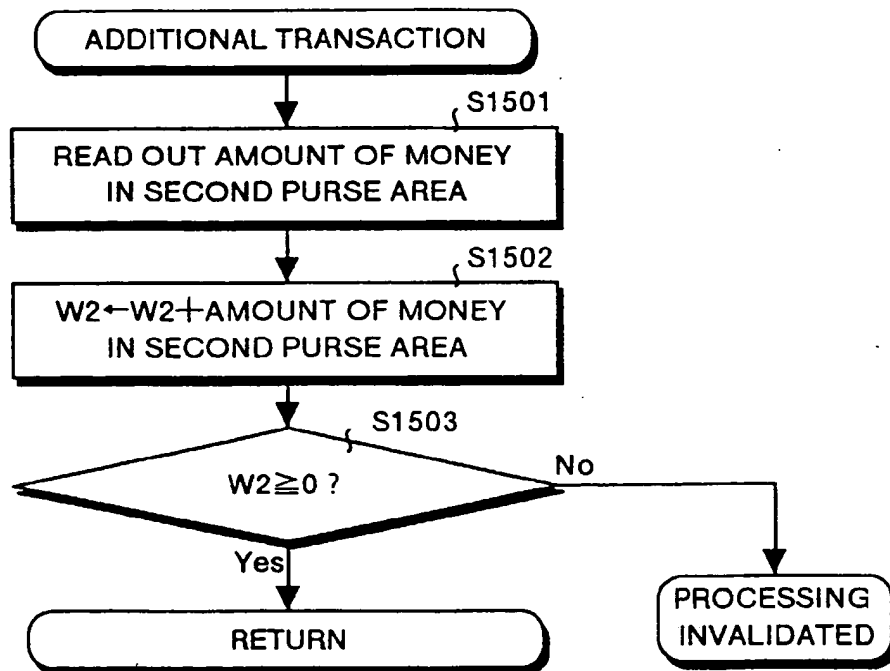 ADDITIONAL TRANSACTION
S1501
READ OUT AMOUNT OF MONEY
IN SECOND PURSE AREA
S1502
W2←W2+AMOUNT OF MONEY
IN SECOND PURSE AREA
S1503
W2≧0 ?
No
Yes
PROCESSING
INVALIDATED
RETURN